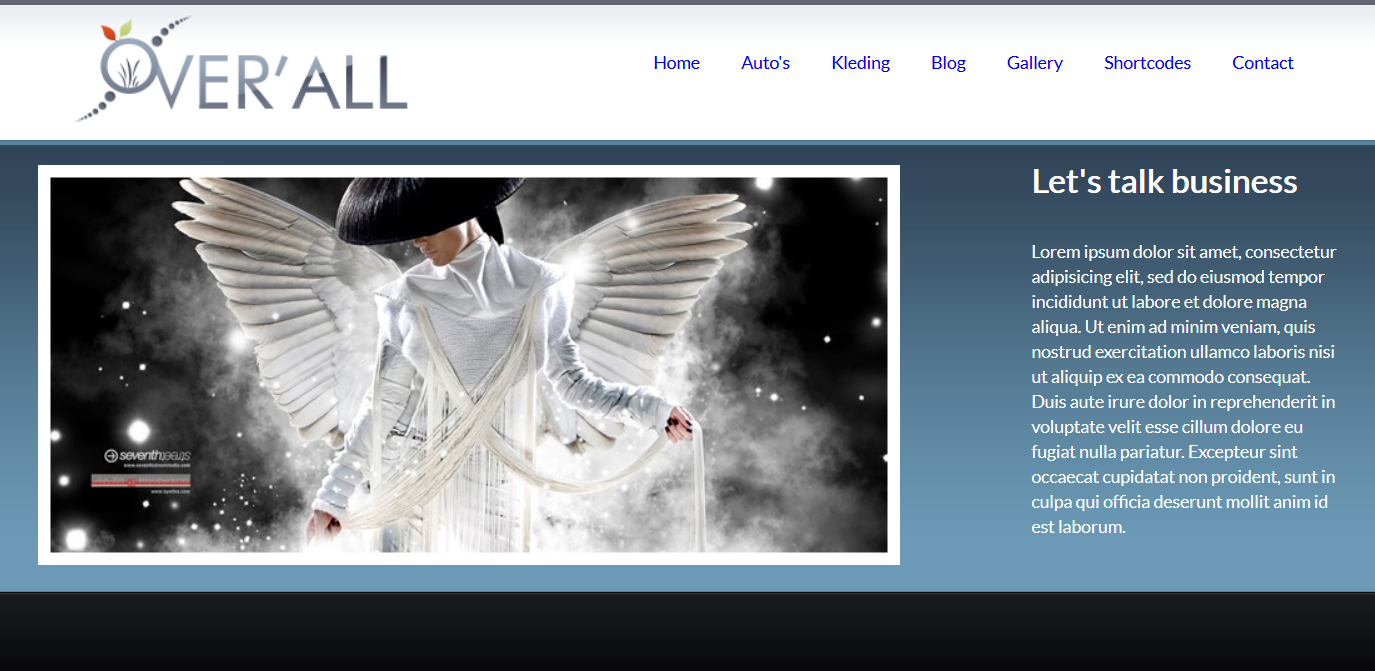 OVER'ALL
Home Auto's Kleding Blog Gallery Shortcodes Contact
Let's talk business
Lorem ipsum dolor sit amet, consectetur
adipisicing elit, sed do eiusmod tempor
incididunt ut labore et dolore magna
aliqua. Ut enim ad minim veniam, quis
nostrud exercitation ullamco laboris nisi
ut aliquip ex ea commodo consequat.
Duis aute irure dolor in reprehenderit in
voluptate velit esse cillum dolore eu
fugiat nulla pariatur. Excepteur sint
occaecat cupidatat non proident, sunt in
culpa qui officia deserunt mollit anim id
est laborum.
seventhstreet
www.seventhstreetstudio.com